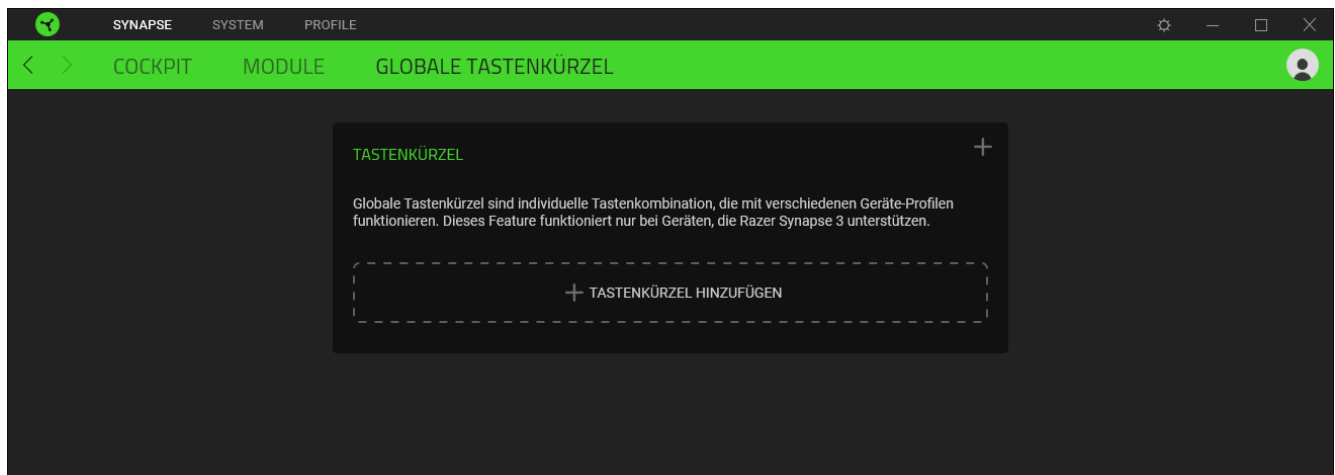 SYNAPSE SYSTEM PROFILE
COCKPIT MODULE GLOBALE TASTENKÜRZEL
TASTENKÜRZEL
Globale Tastenkürzel sind individuelle Tastenkombination, die mit verschiedenen Geräte-Profilen
funktionieren. Dieses Feature funktioniert nur bei Geräten, die Razer Synapse 3 unterstützen.
TASTENKÜRZEL HINZUFÜGEN